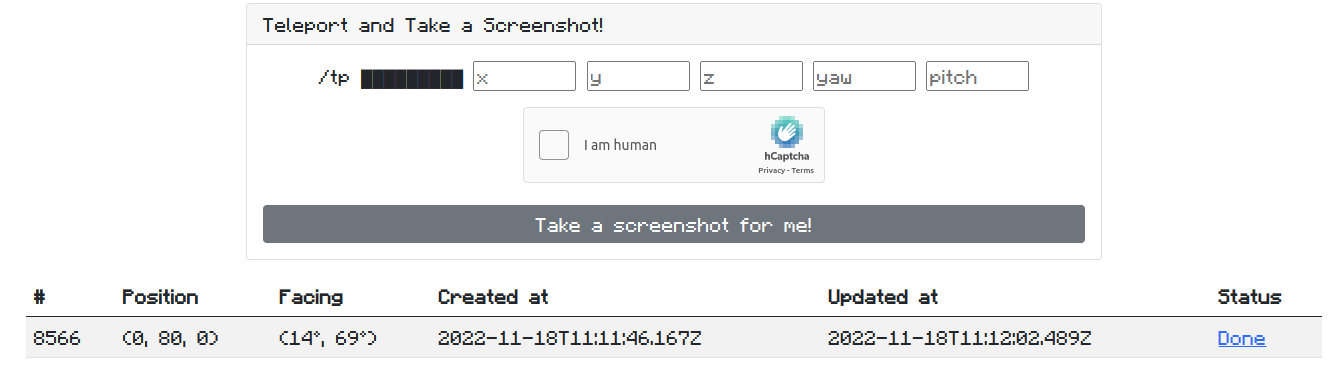 Teleport and Take a Screenshot!
/tp █████████ x y z yaw pitch
I am human
hCaptcha
Privacy - Terms
Take a screenshot for me!
# Position Facing Created at Updated at Status
8566 (0, 80, 0) (14°, 69°) 2022-11-18T11:11:46.167Z 2022-11-18T11:12:02.489Z Done